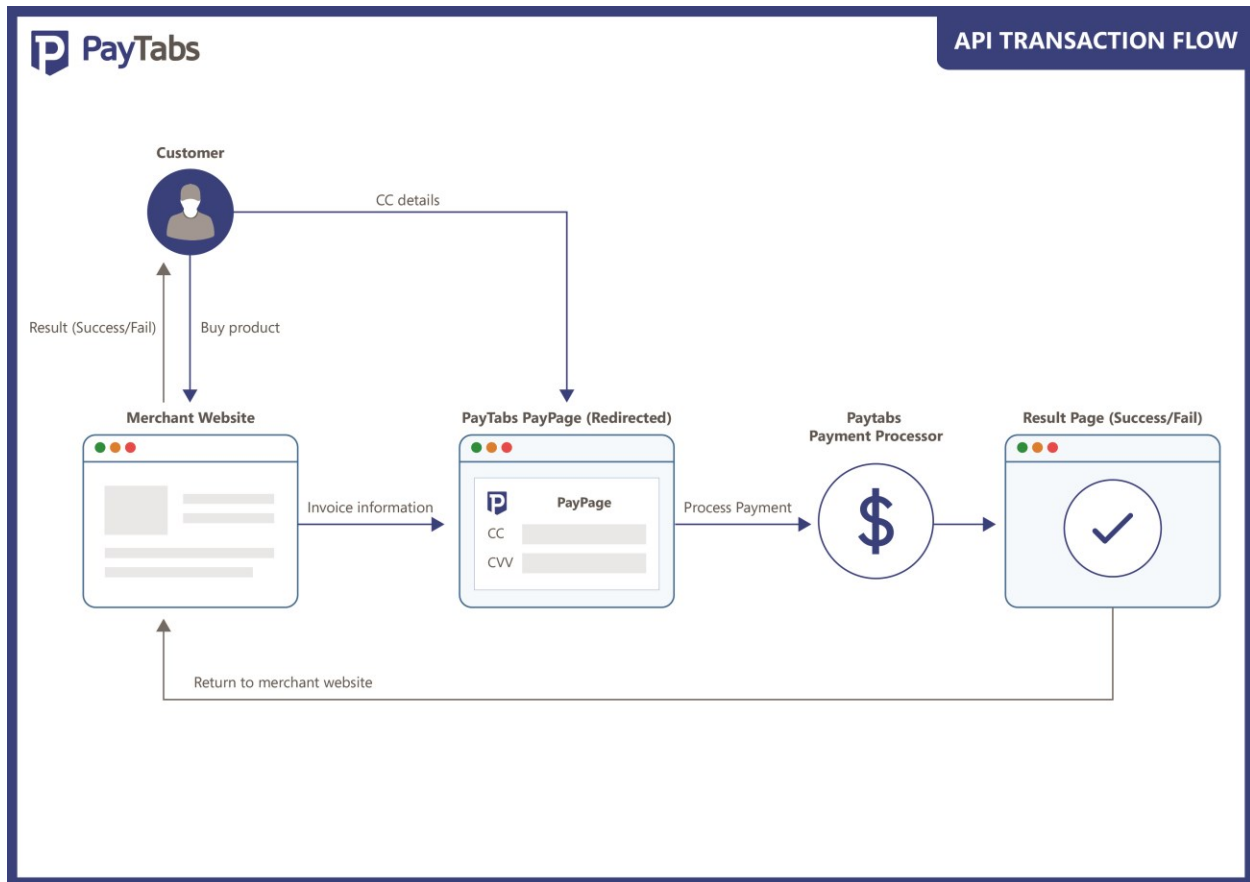 PayTabs
API TRANSACTION FLOW
Customer
CC details
Result (Success/Fail)
Buy product
Merchant Website
PayTabs PayPage (Redirected)
Paytabs
Payment Processor
Result Page (Success/Fail)
Invoice information
PayPage
CC
CVV
Process Payment
$
Return to merchant website